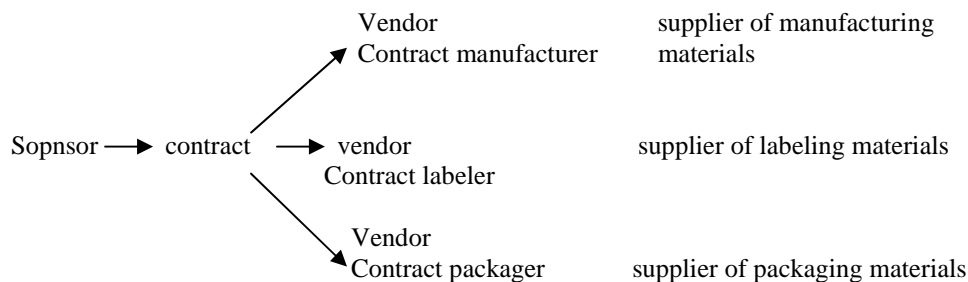 Vendor supplier of manufacturing
Contract manufacturer materials
Sopnsor contract vendor supplier of labeling materials
Contract labeler
Vendor
Contract packager supplier of packaging materials